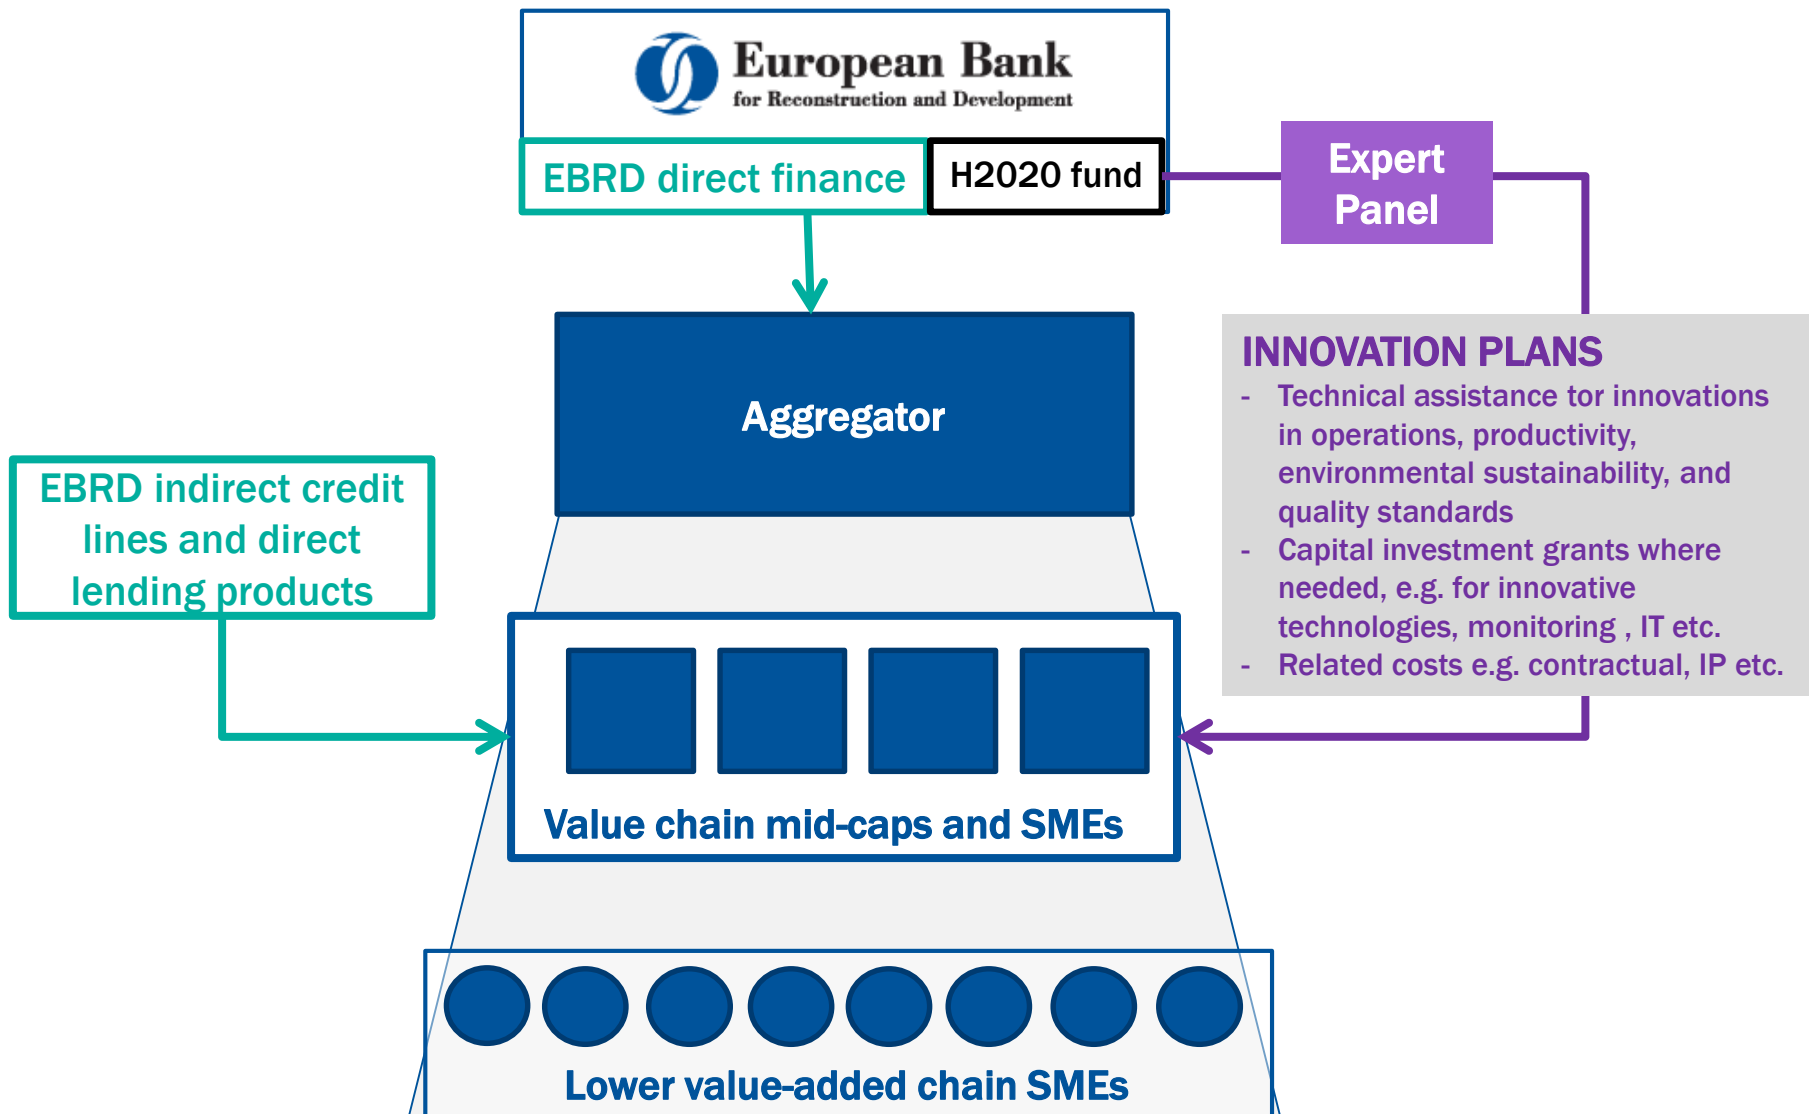 European Bank
for Reconstruction and Development
EBRD direct finance
H2020 fund
Expert
Panel
Aggregator
INNOVATION PLANS
- Technical assistance tor innovations
in operations, productivity,
environmental sustainability, and
quality standards
- Capital investment grants where
needed, e.g. for innovative
technologies, monitoring , IT etc.
- Related costs e.g. contractual, IP etc.
EBRD indirect credit
lines and direct
lending products
Value chain mid-caps and SMEs
Lower value-added chain SMEs